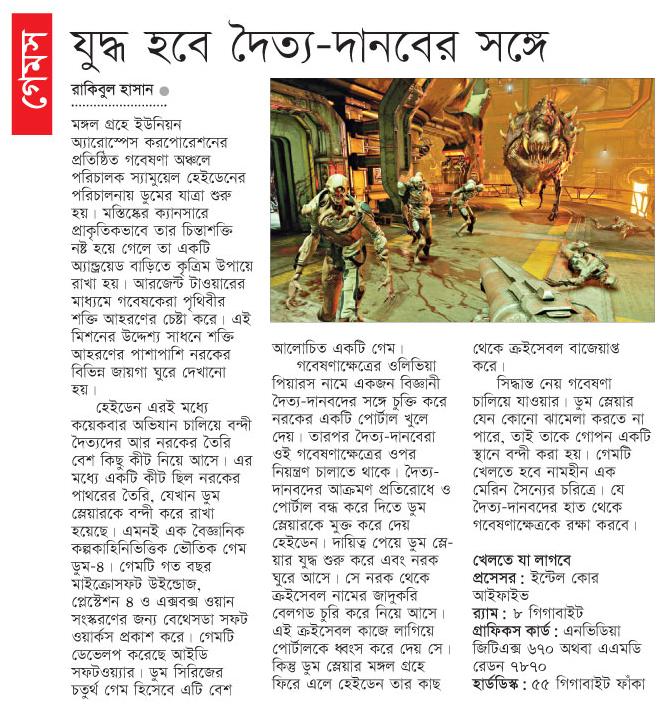 গেমস
যুদ্ধ হবে দৈত্য-দানবের সঙ্গে
রাকিবুল হাসান
মঙ্গল গ্রহে ইউনিয়ন
অ্যারোস্পেস করপোরেশনের
প্রতিষ্ঠিত গবেষণা অঞ্চলে
পরিচালক স্যামুয়েল হেইডেনের
পরিচালনায় ডুমের যাত্রা শুরু
হয়। মস্তিষ্কের ক্যানসারে
প্রাকৃতিকভাবে তার চিন্তাশক্তি
নষ্ট হয়ে গেলে তা একটি
অ্যান্ড্রয়েড বাড়িতে কৃত্রিম উপায়ে
রাখা হয়। আরজেন্ট টাওয়ারের
মাধ্যমে গবেষকেরা পৃথিবীর
শক্তি আহরণের চেষ্টা করে। এই
মিশনের উদ্দেশ্য সাধনে শক্তি
আহরণের পাশাপাশি নরকের
বিভিন্ন জায়গা ঘুরে দেখানো
হয়।
হেইডেন এরই মধ্যে
কয়েকবার অভিযান চালিয়ে বন্দী
দৈত্যদের আর নরকের তৈরি
বেশ কিছু কীট নিয়ে আসে। এর
মধ্যে একটি কীট ছিল নরকের
পাথরের তৈরি, যেখান ডুম
স্লেয়ারকে বন্দী করে রাখা
হয়েছে। এমনই এক বৈজ্ঞানিক
কল্পকাহিনিভিত্তিক ভৌতিক গেম
ডুম-৪। গেমটি গত বছর
মাইক্রোসফট উইন্ডোজ,
প্লেস্টেশন ৪ ও এক্সবক্স ওয়ান
সংস্করণের জন্য বেথেসডা সফট
ওয়ার্কস প্রকাশ করে। গেমটি
ডেভেলপ করেছে আইডি
সফটওয়্যার। ডুম সিরিজের
চতুর্থ গেম হিসেবে এটি বেশ
আলোচিত একটি গেম।
গবেষণাক্ষেত্রের ওলিভিয়া
পিয়ারস নামে একজন বিজ্ঞানী
দৈত্য-দানবদের সঙ্গে চুক্তি করে
নরকের একটি পোর্টাল খুলে
দেয়। তারপর দৈত্য-দানবেরা
ওই গবেষণাক্ষেত্রের ওপর
নিয়ন্ত্রণ চালাতে থাকে। দৈত্য-
দানবদের আক্রমণ প্রতিরোধে ও
পোর্টাল বন্ধ করে দিতে ডুম
স্লেয়ারকে মুক্ত করে দেয়
হেইডেন। দায়িত্ব পেয়ে ডুম স্লে-
য়ার যুদ্ধ শুরু করে এবং নরক
ঘুরে আসে। সে নরক থেকে
ক্রইসেবল নামের জাদুকরি
বেলগড চুরি করে নিয়ে আসে।
এই ক্রইসেবল কাজে লাগিয়ে
পোর্টালকে ধ্বংস করে দেয় সে।
কিন্তু ডুম স্লেয়ার মঙ্গল গ্রহে
ফিরে এলে হেইডেন তার কাছ
থেকে ক্রইসেবল বাজেয়াপ্ত
করে।
সিদ্ধান্ত নেয় গবেষণা
চালিয়ে যাওয়ার। ডুম স্লেয়ার
যেন কোনো ঝামেলা করতে না
পারে, তাই তাকে গোপন একটি
স্থানে বন্দী করা হয়। গেমটি
খেলতে হবে নামহীন এক
মেরিন সৈন্যের চরিত্রে। যে
দৈত্য-দানবদের হাত থেকে
গবেষণাক্ষেত্রকে রক্ষা করবে।
খেলতে যা লাগবে
প্রসেসর : ইন্টেল কোর
আইফাইভ
র‍্যাম : ৮ গিগাবাইট
গ্রাফিকস কার্ড : এনভিডিয়া
জিটিএক্স ৬৭০ অথবা এএমডি
রেডন ৭৮৭০
হার্ডডিস্ক : ৫৫ গিগাবাইট ফাঁকা